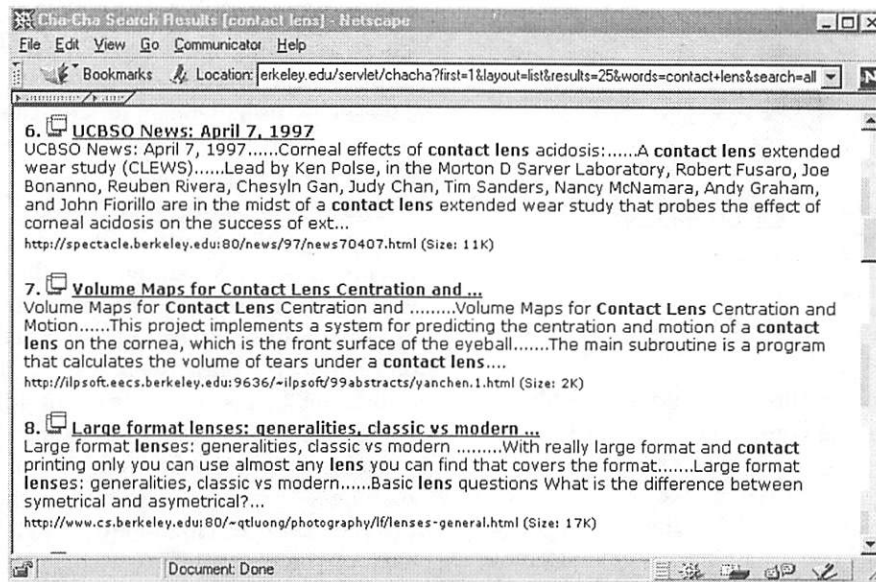 Cha-Cha Search Results [contact lens] - Netscape
File Edit View Go Communicator Help
Bookmarks Location: erkeley.edu/servlet/chacha?first=1&layout=list&results=25&words=contact+lens&search=all N
6. UCBSO News: April 7, 1997
UCBSO News: April 7, 1997......Corneal effects of contact lens acidosis:......A contact lens extended
wear study (CLEWS)......Lead by Ken Polse, in the Morton D Sarver Laboratory, Robert Fusaro, Joe
Bonanno, Reuben Rivera, Chesyln Gan, Judy Chan, Tim Sanders, Nancy McNamara, Andy Graham,
and John Fiorillo are in the midst of a contact lens extended wear study that probes the effect of
corneal acidosis on the success of ext...
http://spectacle.berkeley.edu:80/news/97/news70407.html (Size: 11K)
7. Volume Maps for Contact Lens Centration and ...
Volume Maps for Contact Lens Centration and .........Volume Maps for Contact Lens Centration and
Motion......This project implements a system for predicting the centration and motion of a contact
lens on the cornea, which is the front surface of the eyeball.......The main subroutine is a program
that calculates the volume of tears under a contact lens....
http://ilpsoft.eecs.berkeley.edu:9636/~ilpsoft/99abstracts/yanchen.1.html (Size: 2K)
8. Large format lenses: generalities, classic vs modern ...
Large format lenses: generalities, classic vs modern .........With really large format and contact
printing only you can use almost any lens you can find that covers the format.......Large format
lenses: generalities, classic vs modern......Basic lens questions What is the difference between
symetrical and asymetrical?...
http://www.cs.berkeley.edu:80/~qtluong/photography/lf/lenses-general.html (Size: 17K)
Document: Done